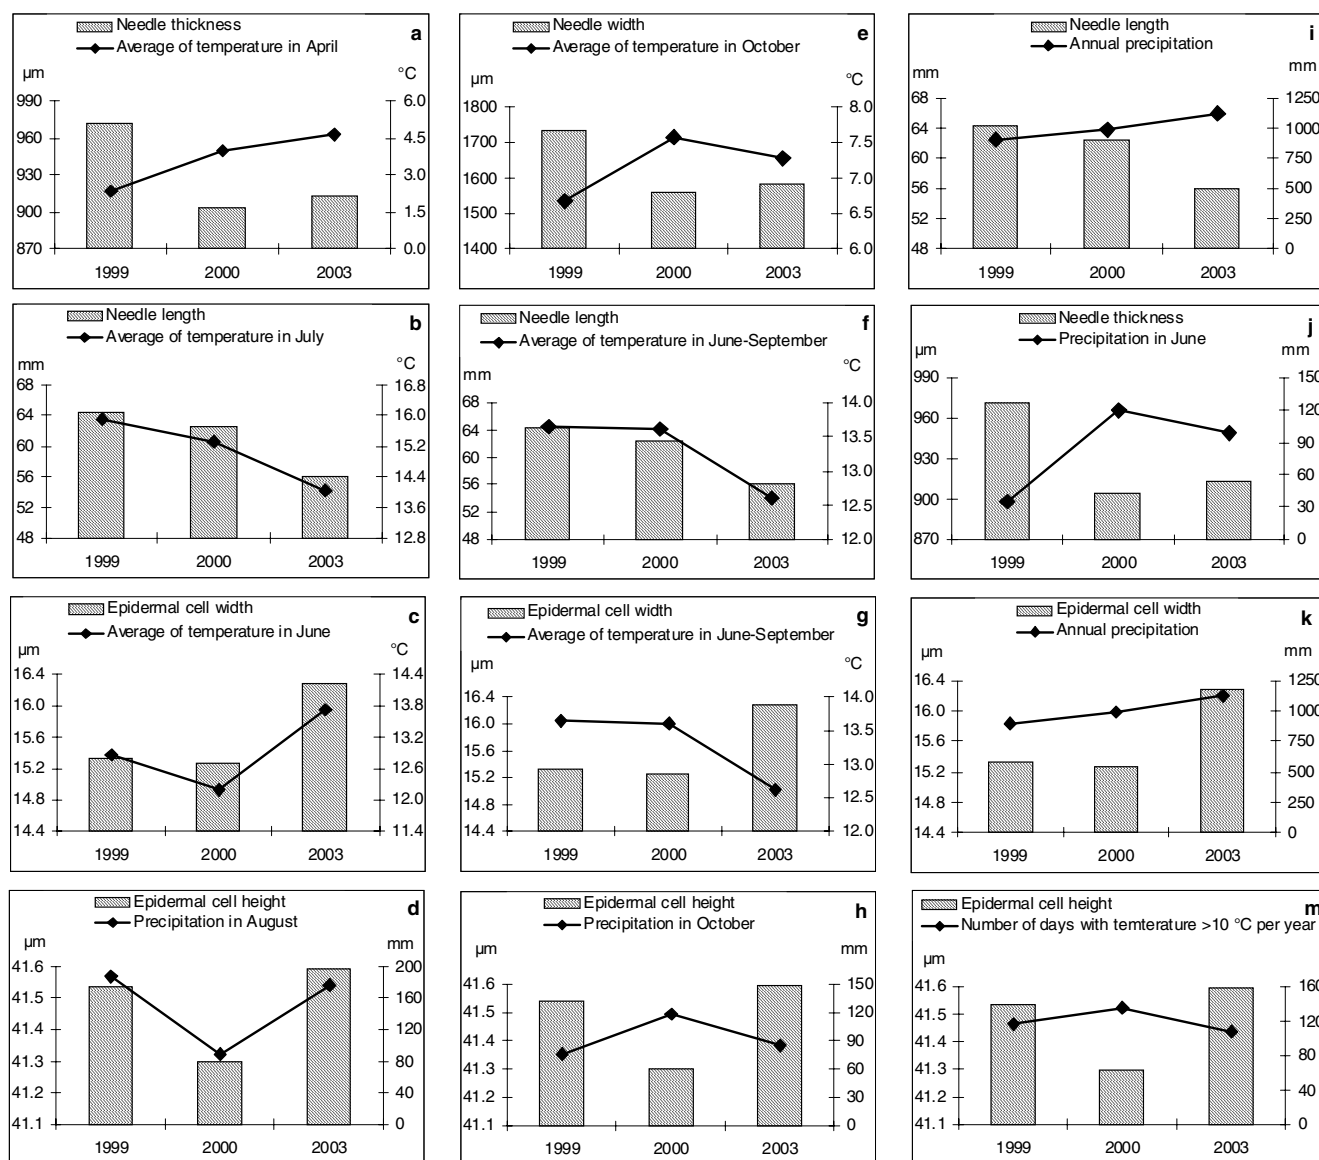 Needle thickness
Average of temperature in April
a
µm
°C
990
960
930
900
870
6.0
4.5
3.0
1.5
0.0
1999 2000 2003
Needle width
Average of temperature in October
e
µm
°C
1800
1700
1600
1500
1400
8.0
7.5
7.0
6.5
6.0
1999 2000 2003
Needle length
Annual precipitation
i
mm
mm
68
64
60
56
52
48
1250
1000
750
500
250
0
1999 2000 2003
Needle length
Average of temperature in July
b
mm
°C
68
64
60
56
52
48
16.8
16.0
15.2
14.4
13.6
12.8
1999 2000 2003
Needle length
Average of temperature in June-September
f
mm
°C
68
64
60
56
52
48
14.0
13.5
13.0
12.5
12.0
1999 2000 2003
Needle thickness
Precipitation in June
j
µm
mm
990
960
930
900
870
150
120
90
60
30
0
1999 2000 2003
Epidermal cell width
Average of temperature in June
c
µm
°C
16.4
16.0
15.6
15.2
14.8
14.4
14.4
13.8
13.2
12.6
12.0
11.4
1999 2000 2003
Epidermal cell width
Average of temperature in June-September
g
µm
°C
16.4
16.0
15.6
15.2
14.8
14.4
14.0
13.5
13.0
12.5
12.0
1999 2000 2003
Epidermal cell width
Annual precipitation
k
µm
mm
16.4
16.0
15.6
15.2
14.8
14.4
1250
1000
750
500
250
0
1999 2000 2003
Epidermal cell height
Precipitation in August
d
µm
mm
41.6
41.5
41.4
41.3
41.2
41.1
200
160
120
80
40
0
1999 2000 2003
Epidermal cell height
Precipitation in October
h
µm
mm
41.6
41.5
41.4
41.3
41.2
41.1
150
120
90
60
30
0
1999 2000 2003
Epidermal cell height
Number of days with temterature >10 °C per year
m
µm
41.6
41.5
41.4
41.3
41.2
41.1
160
120
80
40
0
1999 2000 2003